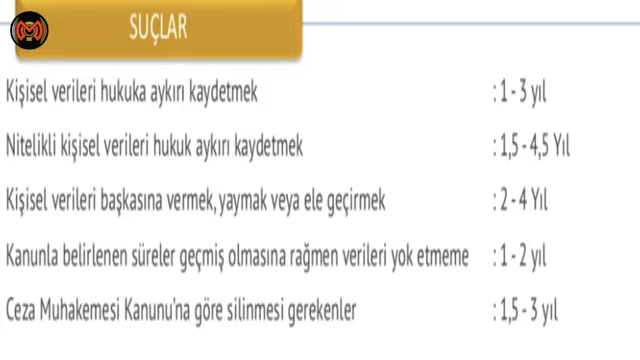 SUÇLAR
Kişisel verileri hukuka aykırı kaydetmek : 1 - 3 yıl
Nitelikli kişisel verileri hukuk aykırı kaydetmek : 1,5 - 4,5 Yıl
Kişisel verileri başkasına vermek, yaymak veya ele geçirmek : 2 - 4 Yıl
Kanunla belirlenen süreler geçmiş olmasına rağmen verileri yok etmeme : 1 - 2 yıl
Ceza Muhakemesi Kanunu'na göre silinmesi gerekenler : 1,5 - 3 yıl